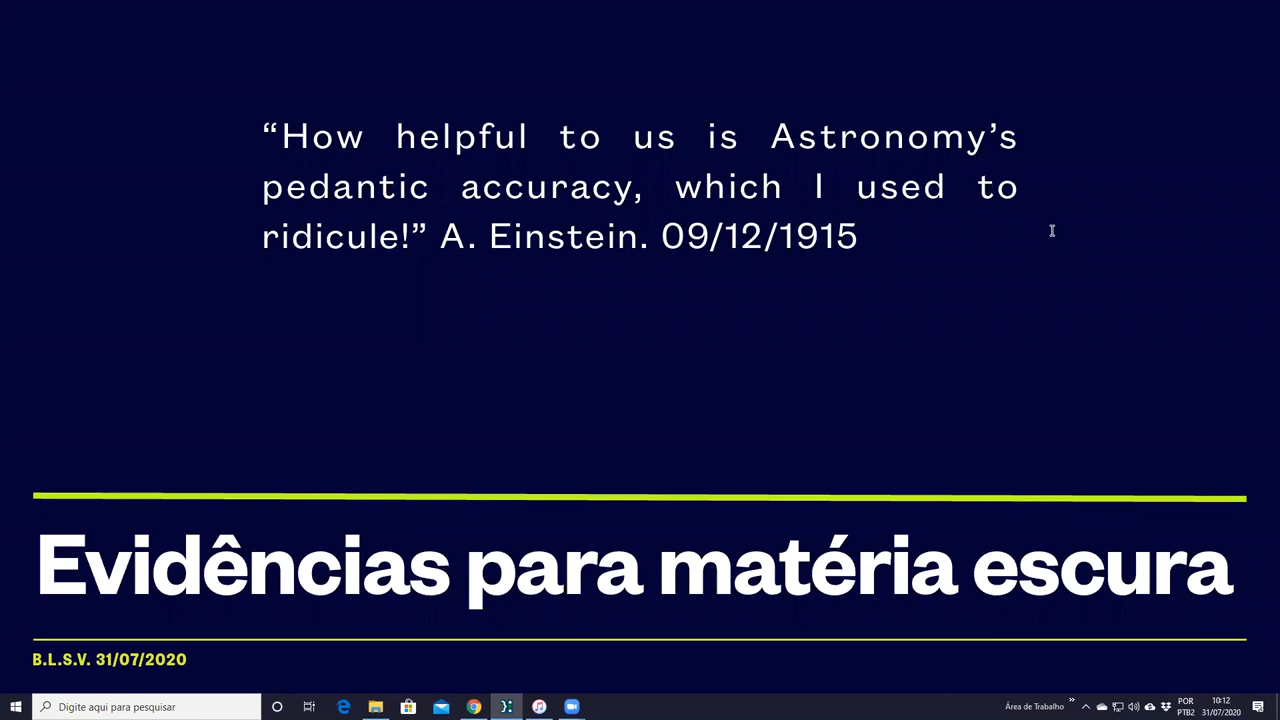 “How helpful to us is Astronomy’s
pedantic accuracy, which I used to
ridicule!” A. Einstein. 09/12/1915
Evidências para matéria escura
B.L.S.V. 31/07/2020
Digite aqui para pesquisar
Área de Trabalho
POR
PTB2
10:12
31/07/2020